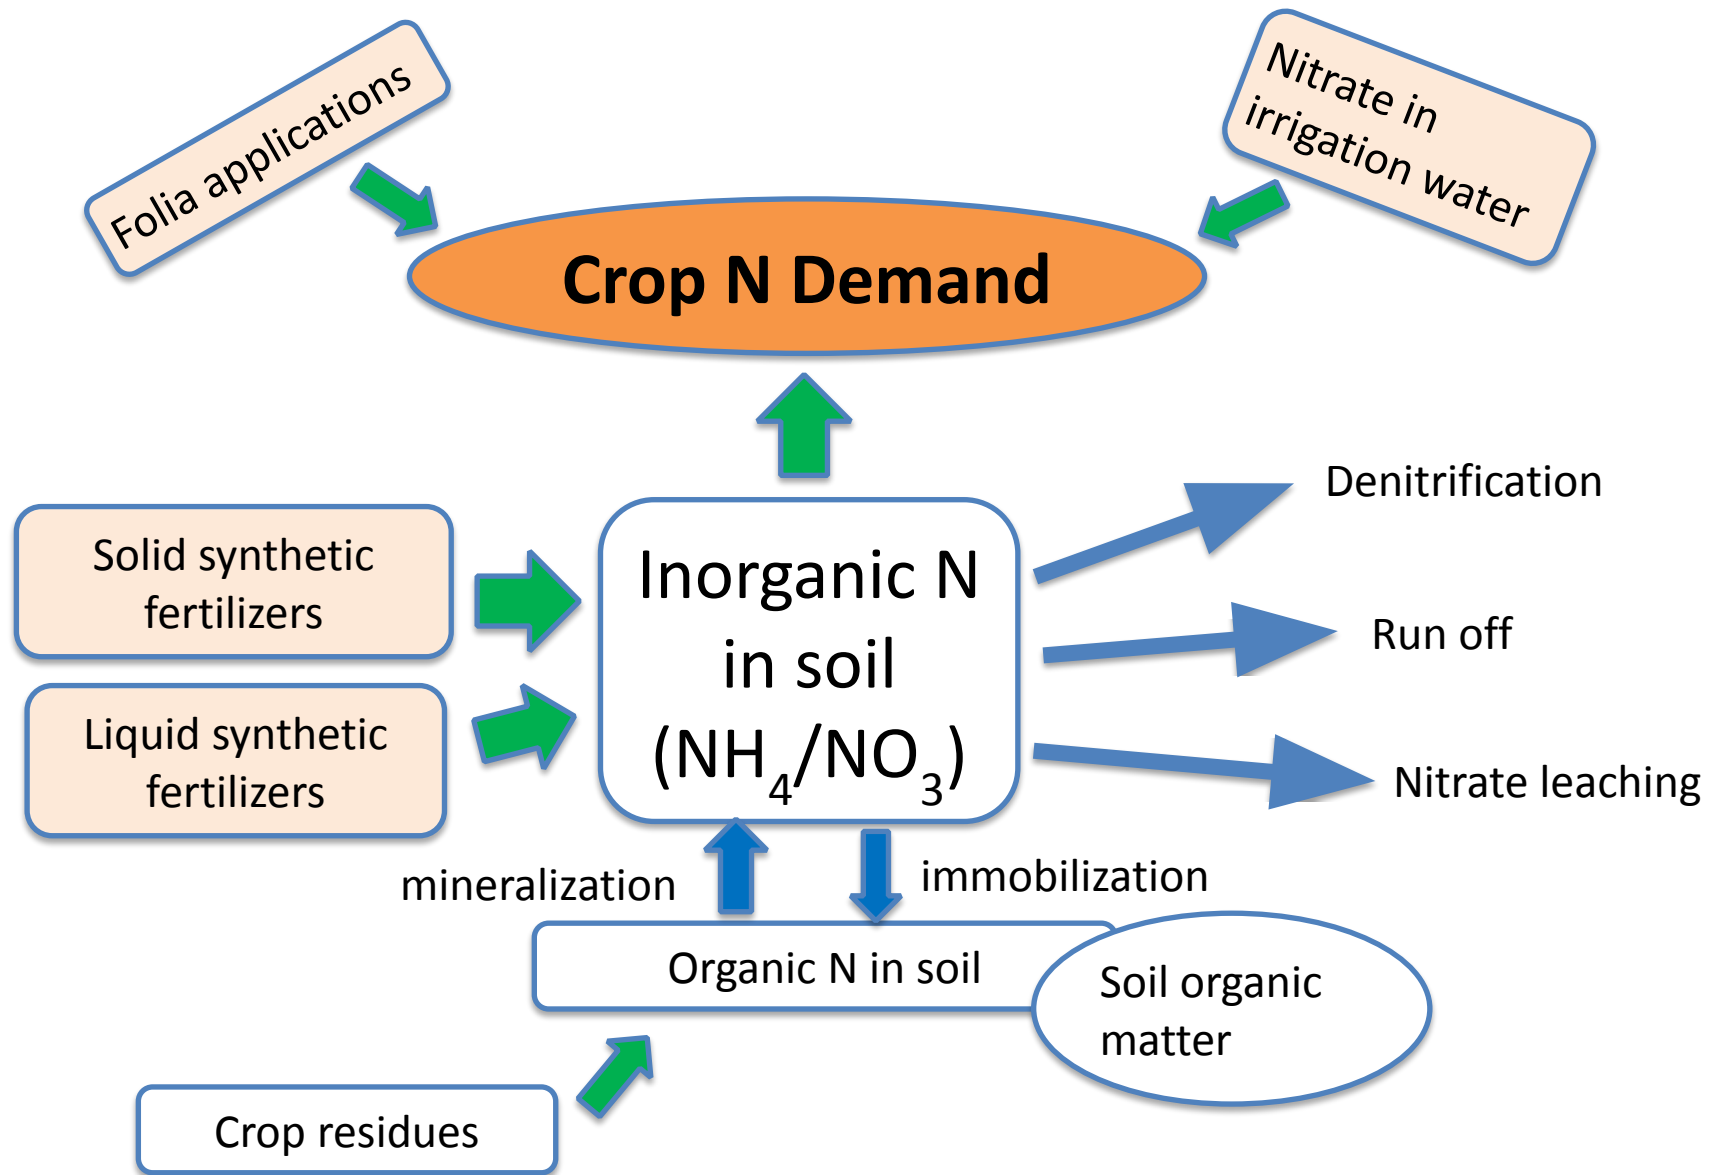 Folia applications
Nitrate in
irrigation water
Crop N Demand
Solid synthetic
fertilizers
Liquid synthetic
fertilizers
Inorganic N
in soil
(NH₄/NO₃)
Denitrification
Run off
Nitrate leaching
mineralization
immobilization
Organic N in soil
Soil organic
matter
Crop residues